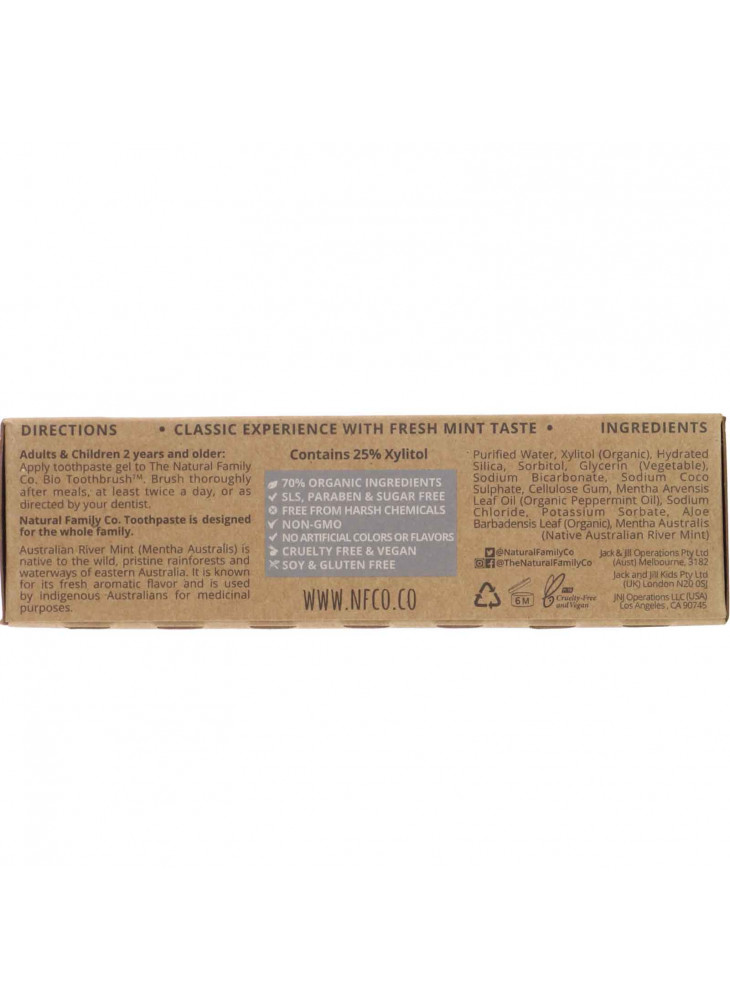 DIRECTIONS
Adults & Children 2 years and older:
Apply toothpaste gel to The Natural Family
Co. Bio Toothbrush™. Brush thoroughly
after meals, at least twice a day, or as
directed by your dentist.
Natural Family Co. Toothpaste is designed
for the whole family.
Australian River Mint (Mentha Australis) is
native to the wild, pristine rainforests and
waterways of eastern Australia. It is known
for its fresh aromatic flavor and is used
by indigenous Australians for medicinal
purposes.
• CLASSIC EXPERIENCE WITH FRESH MINT TASTE •
Contains 25% Xylitol
70% ORGANIC INGREDIENTS
SLS, PARABEN & SUGAR FREE
FREE FROM HARSH CHEMICALS
NON-GMO
NO ARTIFICIAL COLORS OR FLAVORS
CRUELTY FREE & VEGAN
SOY & GLUTEN FREE
WWW.NFCO.CO
INGREDIENTS
Purified Water, Xylitol (Organic), Hydrated
Silica, Sorbitol, Glycerin (Vegetable),
Sodium Bicarbonate, Sodium Coco
Sulphate, Cellulose Gum, Mentha Arvensis
Leaf Oil (Organic Peppermint Oil), Sodium
Chloride, Potassium Sorbate, Aloe
Barbadensis Leaf (Organic), Mentha Australis
(Native Australian River Mint)
@NaturalFamilyCo
@TheNaturalFamilyCo
6M
Cruelty-Free
and Vegan
Jack & Jill Operations Pty Ltd
(Aust) Melbourne, 3182
Jack and Jill Kids Pty Ltd
(UK) London NZ0 0SJ
JNJ Operations LLC (USA)
Los Angeles , CA 90745